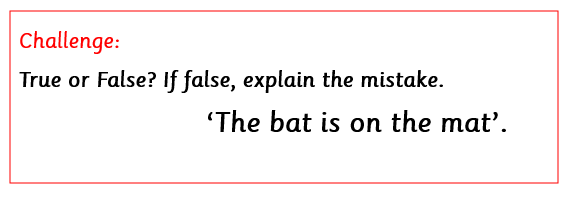 Challenge:
True or False? If false, explain the mistake.
‘The bat is on the mat’.